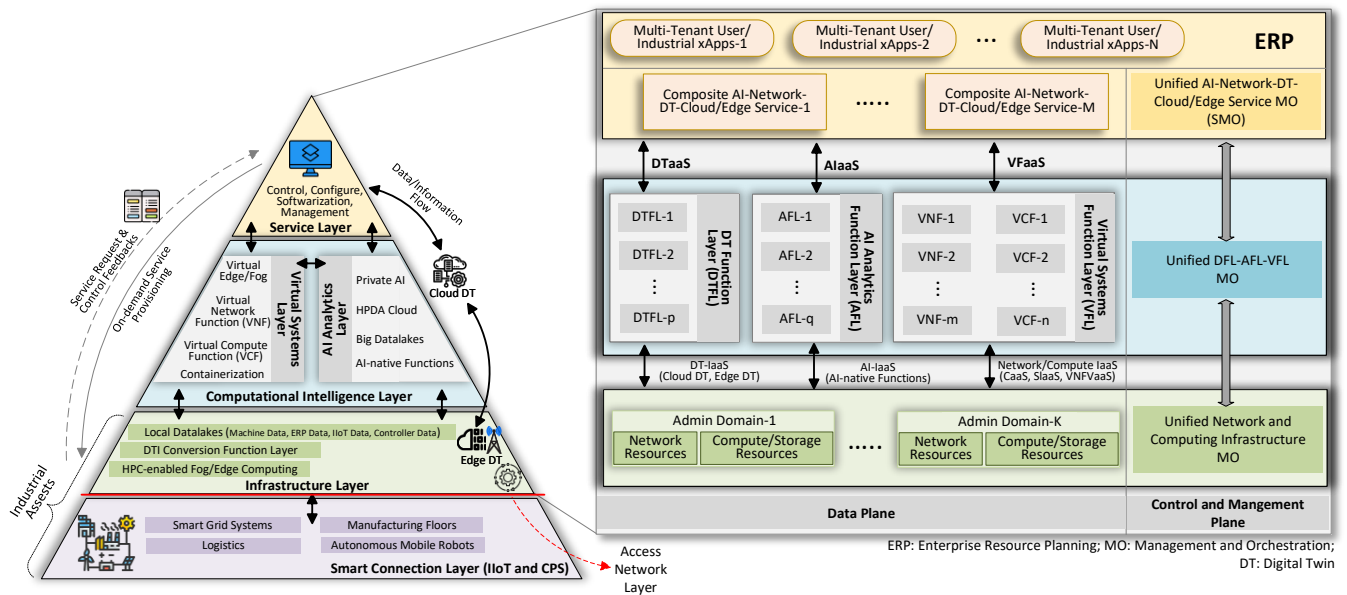 Service Request &
Control Feedbacks
On-demand Service
Provisioning
Data/Information
Flow
Control, Configure,
Softwarization,
Management
Service Layer
Cloud DT
Virtual
Edge/Fog
Virtual
Network
Function (VNF)
Virtual Compute
Function (VCF)
Containerization
Virtual Systems
Layer
AI Analytics
Layer
Private AI
HPDA Cloud
Big Datalakes
AI-native Functions
Computational Intelligence Layer
Local Datalakes (Machine Data, ERP Data, IIoT Data, Controller Data)
DTI Conversion Function Layer
HPC-enabled Fog/Edge Computing
Edge DT
Infrastructure Layer
Industrial
Assests
Smart Grid Systems
Manufacturing Floors
Logistics
Autonomous Mobile Robots
Smart Connection Layer (IIoT and CPS)
Access
Network
Layer
Multi-Tenant User/
Industrial xApps-1
Multi-Tenant User/
Industrial xApps-2
...
Multi-Tenant User/
Industrial xApps-N
ERP
Composite AI-Network-
DT-Cloud/Edge Service-1
.....
Composite AI-Network-
DT-Cloud/Edge Service-M
Unified AI-Network-DT-
Cloud/Edge Service MO
(SMO)
DTaaS
AIaaS
VFaaS
DTFL-1
DTFL-2
⋮
DTFL-p
DT Function
Layer (DTFL)
AFL-1
AFL-2
⋮
AFL-q
AI Analytics
Function Layer (AFL)
VNF-1
VNF-2
⋮
VNF-m
VCF-1
VCF-2
⋮
VCF-n
Virtual Systems
Function Layer (VFL)
Unified DFL-AFL-VFL
MO
DT-IaaS
(Cloud DT, Edge DT)
AI-IaaS
(AI-native Functions)
Network/Compute IaaS
(CaaS, SIaaS, VNFVaaS)
Admin Domain-1
Network
Resources
Compute/Storage
Resources
.....
Admin Domain-K
Network
Resources
Compute/Storage
Resources
Unified Network and
Computing Infrastructure
MO
Data Plane
Control and Mangement
Plane
ERP: Enterprise Resource Planning; MO: Management and Orchestration;
DT: Digital Twin